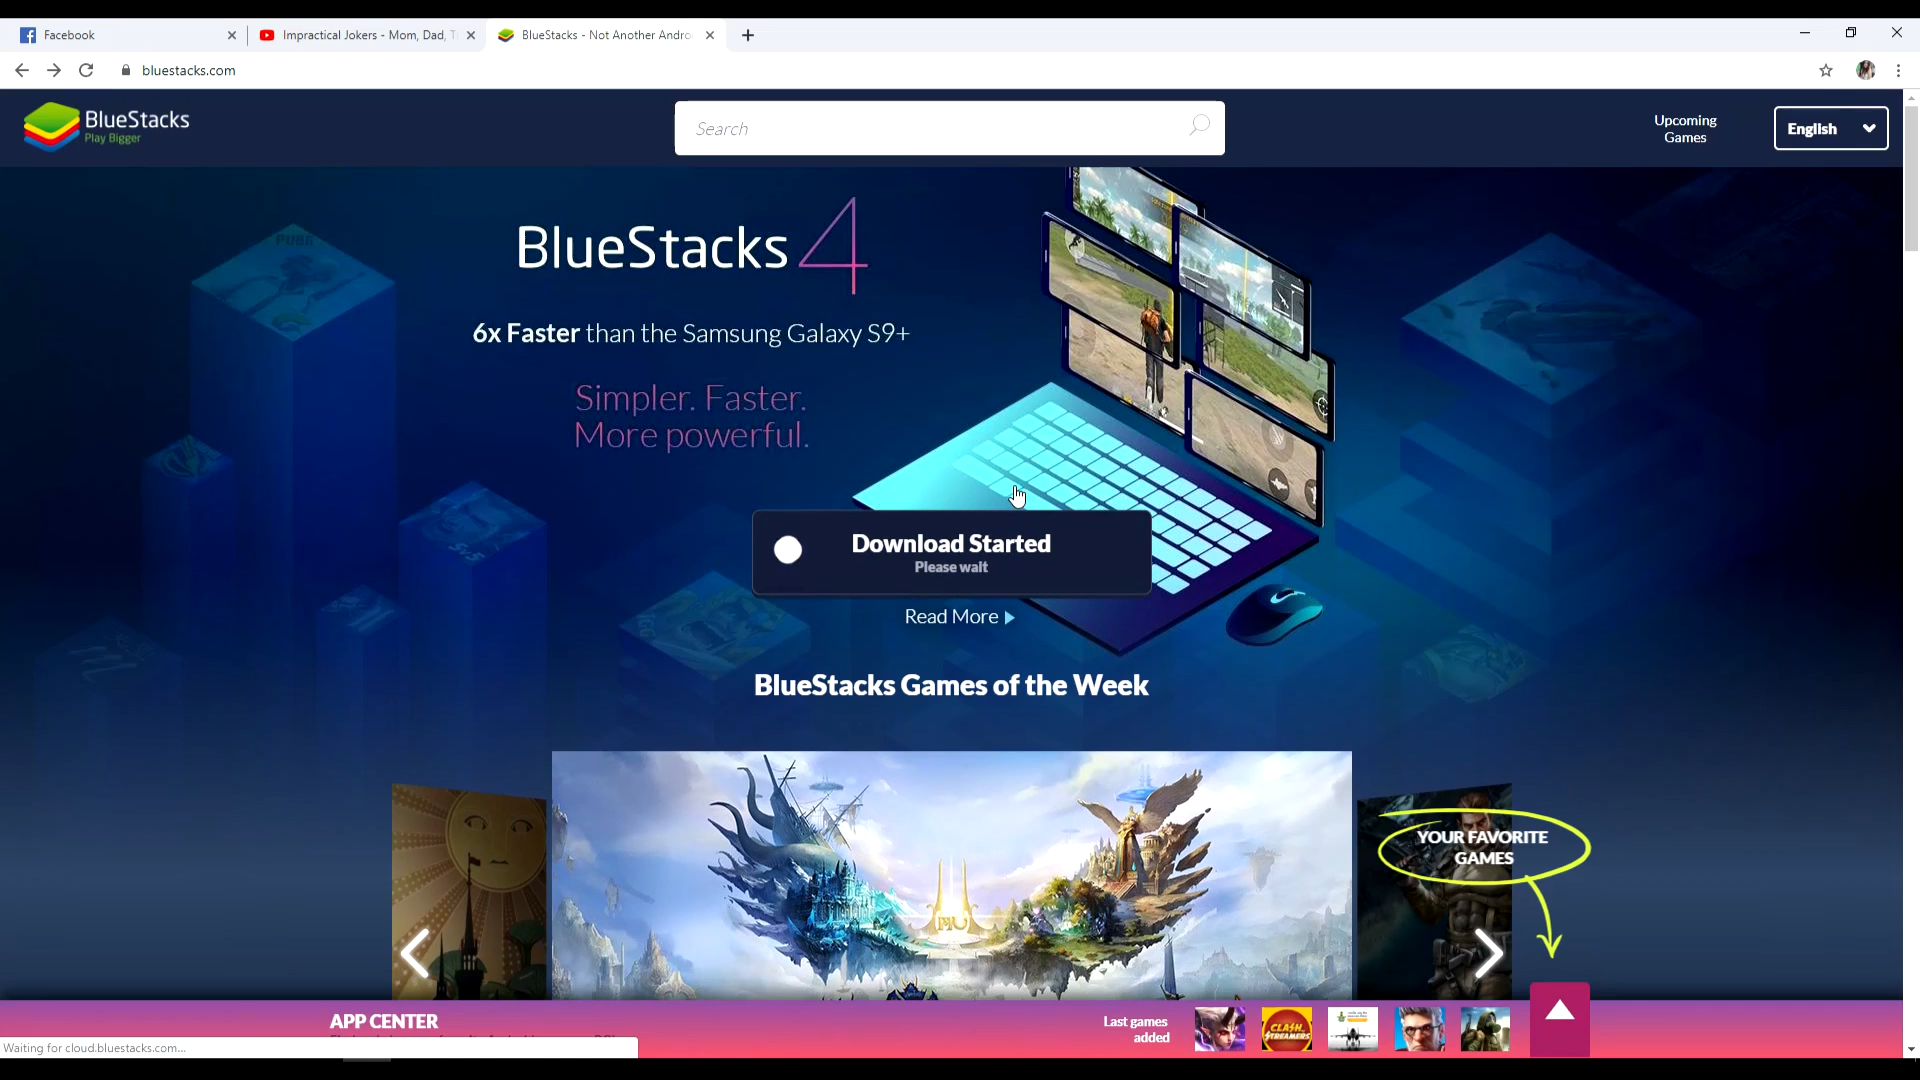 Facebook
Impractical Jokers - Mom, Dad,
BlueStacks - Not Another Andro
bluestacks.com
BlueStacks
Play Bigger
Search
Upcoming
Games
English
BlueStacks 4
6x Faster than the Samsung Galaxy S9+
Simpler. Faster.
More powerful.
Download Started
Please wait
Read More
BlueStacks Games of the Week
YOUR FAVORITE
GAMES
APP CENTER
Last games
added
CLASH
STREAMERS
Waiting for cloud.bluestacks.com...